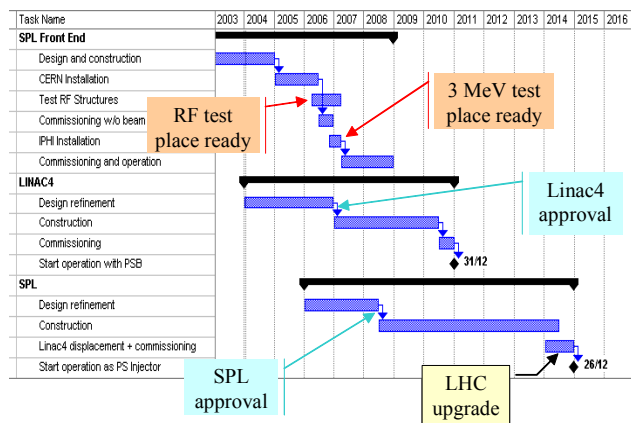 Task Name 2003 2004 2005 2006 2007 2008 2009 2010 2011 2012 2013 2014 2015 2016
SPL Front End
Design and construction
CERN Installation
Test RF Structures
Commissioning w/o beam
IPHI Installation
Commissioning and operation
RF test
place ready
3 MeV test
place ready
LINAC4
Design refinement
Construction
Commissioning
Start operation with PSB
31/12
Linac4
approval
SPL
Design refinement
Construction
Linac4 displacement + commissioning
Start operation as PS Injector
26/12
SPL
approval
LHC
upgrade